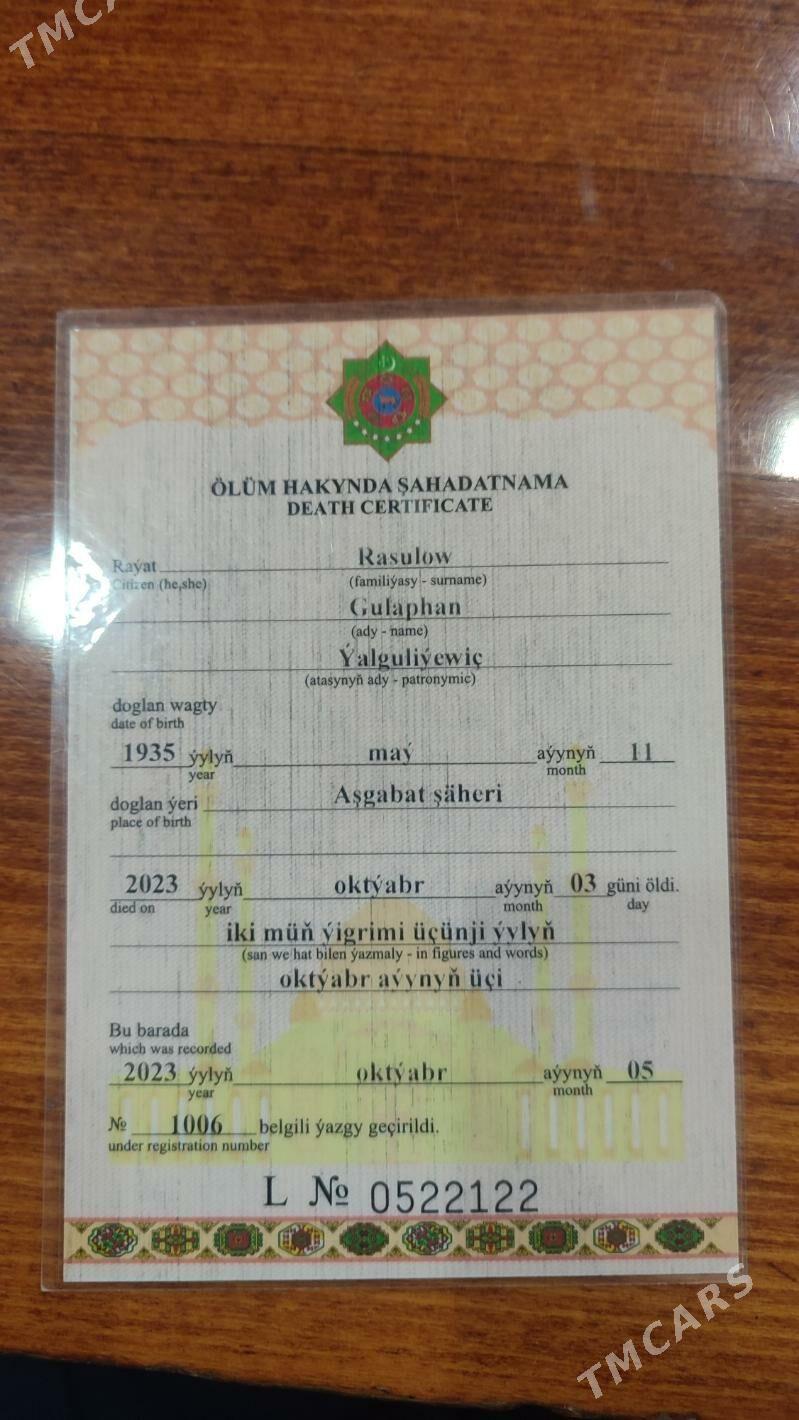 TMCARS
ÖLÜM HAKYNDA ŞAHADATNAMA
DEATH CERTIFICATE
Raýat Rasulow
Citizen (he,she) (familiýasy - surname)
Gulaphan
(ady - name)
Ýalguliýewiç
(atasynyň ady - patronymic)
doglan wagty
date of birth
1935 ýylyň maý aýynyň 11
year month
doglan ýeri Aşgabat şäheri
place of birth
2023 ýylyň oktýabr aýynyň 03 güni öldi.
died on year month day
iki müň ýigrimi üçünji ýylyň
(san we hat bilen ýazmaly - in figures and words)
oktýabr aýynyň üçi
Bu barada
which was recorded
2023 ýylyň oktýabr aýynyň 05
year month
№ 1006 belgili ýazgy geçirildi.
under registration number
L № 0522122
TMCARS